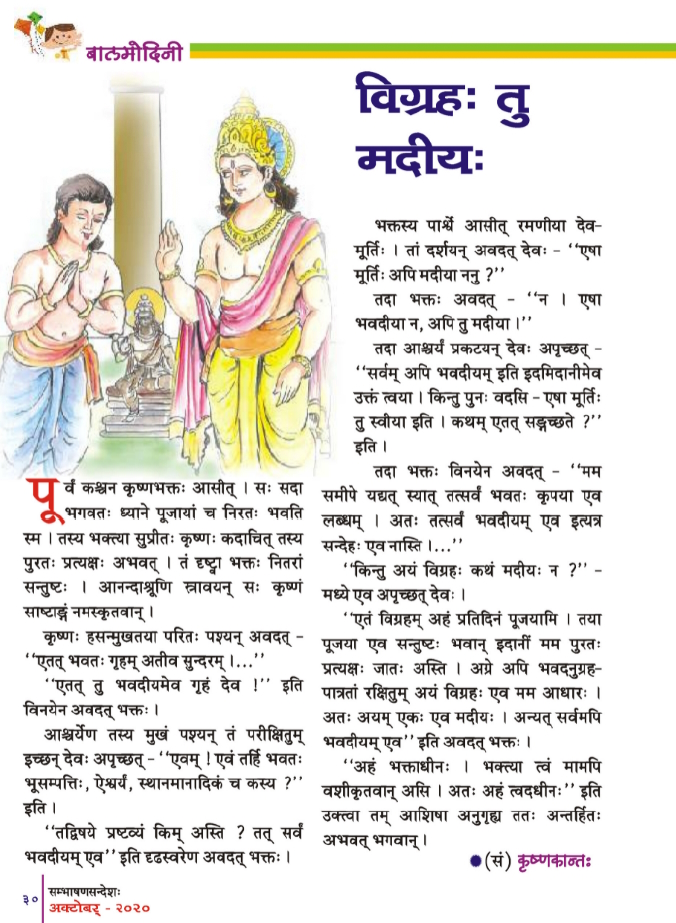 बालमोदिनी
विग्रहः तु
मदीयः
पूर्वं कश्चन कृष्णभक्तः आसीत् । सः सदा
भगवतः ध्याने पूजायां च निरतः भवति
स्म । तस्य भक्त्या सुप्रीतः कृष्णः कदाचित् तस्य
पुरतः प्रत्यक्षः अभवत् । तं दृष्ट्वा भक्तः नितरां
सन्तुष्टः । आनन्दाश्रूणि स्रावयन् सः कृष्णं
साष्टाङ्गं नमस्कृतवान् ।
कृष्णः हसन्मुखतया परितः पश्यन् अवदत् -
‘‘एतत् भवतः गृहम् अतीव सुन्दरम् ।...’’
‘‘एतत् तु भवदीयमेव गृहं देव !’’ इति
विनयेन अवदत् भक्तः ।
आश्चर्येण तस्य मुखं पश्यन् तं परीक्षितुम्
इच्छन् देवः अपृच्छत् - ‘‘एवम् ! एवं तर्हि भवतः
भूसम्पत्तिः, ऐश्वर्यं, स्थानमानादिकं च कस्य ?’’
इति ।
‘‘तद्विषये प्रष्टव्यं किम् अस्ति ? तत् सर्वं
भवदीयम् एव’’ इति दृढस्वरेण अवदत् भक्तः ।
भक्तस्य पार्श्वे आसीत् रमणीया देव-
मूर्तिः । तां दर्शयन् अवदत् देवः - ‘‘एषा
मूर्तिः अपि मदीया ननु ?’’
तदा भक्तः अवदत् - ‘‘न । एषा
भवदीया न, अपि तु मदीया ।’’
तदा आश्चर्यं प्रकटयन् देवः अपृच्छत् -
‘‘सर्वम् अपि भवदीयम् इति इदमिदानीमेव
उक्तं त्वया । किन्तु पुनः वदसि - एषा मूर्तिः
तु स्वीया इति । कथम् एतत् सङ्गच्छते ?’’
इति ।
तदा भक्तः विनयेन अवदत् - ‘‘मम
समीपे यद्यत् स्यात् तत्सर्वं भवतः कृपया एव
लब्धम् । अतः तत्सर्वं भवदीयम् एव इत्यत्र
सन्देहः एव नास्ति ।...’’
‘‘किन्तु अयं विग्रहः कथं मदीयः न ?’’ -
मध्ये एव अपृच्छत् देवः ।
‘‘एतं विग्रहम् अहं प्रतिदिनं पूजयामि । तया
पूजया एव सन्तुष्टः भवान् इदानीं मम पुरतः
प्रत्यक्षः जातः अस्ति । अग्रे अपि भवदनुग्रह-
पात्रतां रक्षितुम् अयं विग्रहः एव मम आधारः ।
अतः अयम् एकः एव मदीयः । अन्यत् सर्वमपि
भवदीयम् एव’’ इति अवदत् भक्तः ।
‘‘अहं भक्ताधीनः । भक्त्या त्वं मामपि
वशीकृतवान् असि । अतः अहं त्वदधीनः’’ इति
उक्त्वा तम् आशिषा अनुगृह्य ततः अन्तर्हितः
अभवत् भगवान् ।
●(सं) कृष्णकान्तः
३० सम्भाषणसन्देशः
अक्टोबर् - २०२०